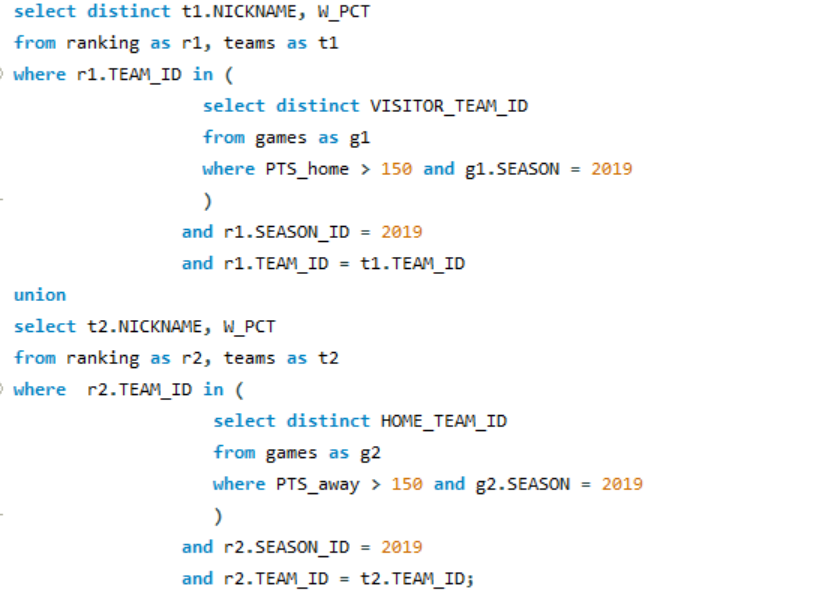 select distinct t1.NICKNAME, W_PCT
from ranking as r1, teams as t1
where r1.TEAM_ID in (
select distinct VISITOR_TEAM_ID
from games as g1
where PTS_home > 150 and g1.SEASON = 2019
)
and r1.SEASON_ID = 2019
and r1.TEAM_ID = t1.TEAM_ID
union
select t2.NICKNAME, W_PCT
from ranking as r2, teams as t2
where  r2.TEAM_ID in (
select distinct HOME_TEAM_ID
from games as g2
where PTS_away > 150 and g2.SEASON = 2019
)
and r2.SEASON_ID = 2019
and r2.TEAM_ID = t2.TEAM_ID;